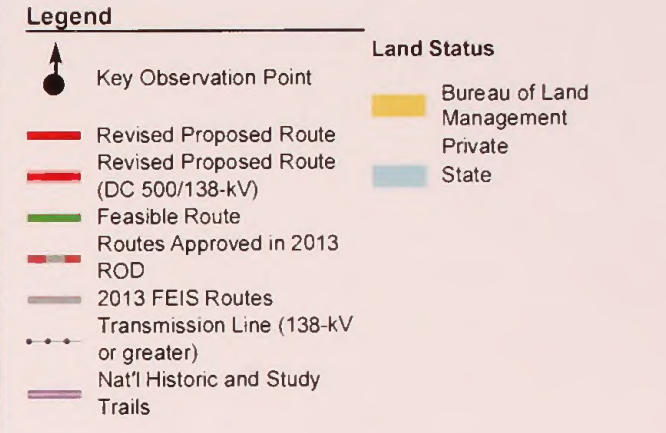 Legend
Key Observation Point
Revised Proposed Route
Revised Proposed Route
(DC 500/138-kV)
Feasible Route
Routes Approved in 2013
ROD
2013 FEIS Routes
Transmission Line (138-kV
or greater)
Nat'l Historic and Study
Trails
Land Status
Bureau of Land
Management
Private
State